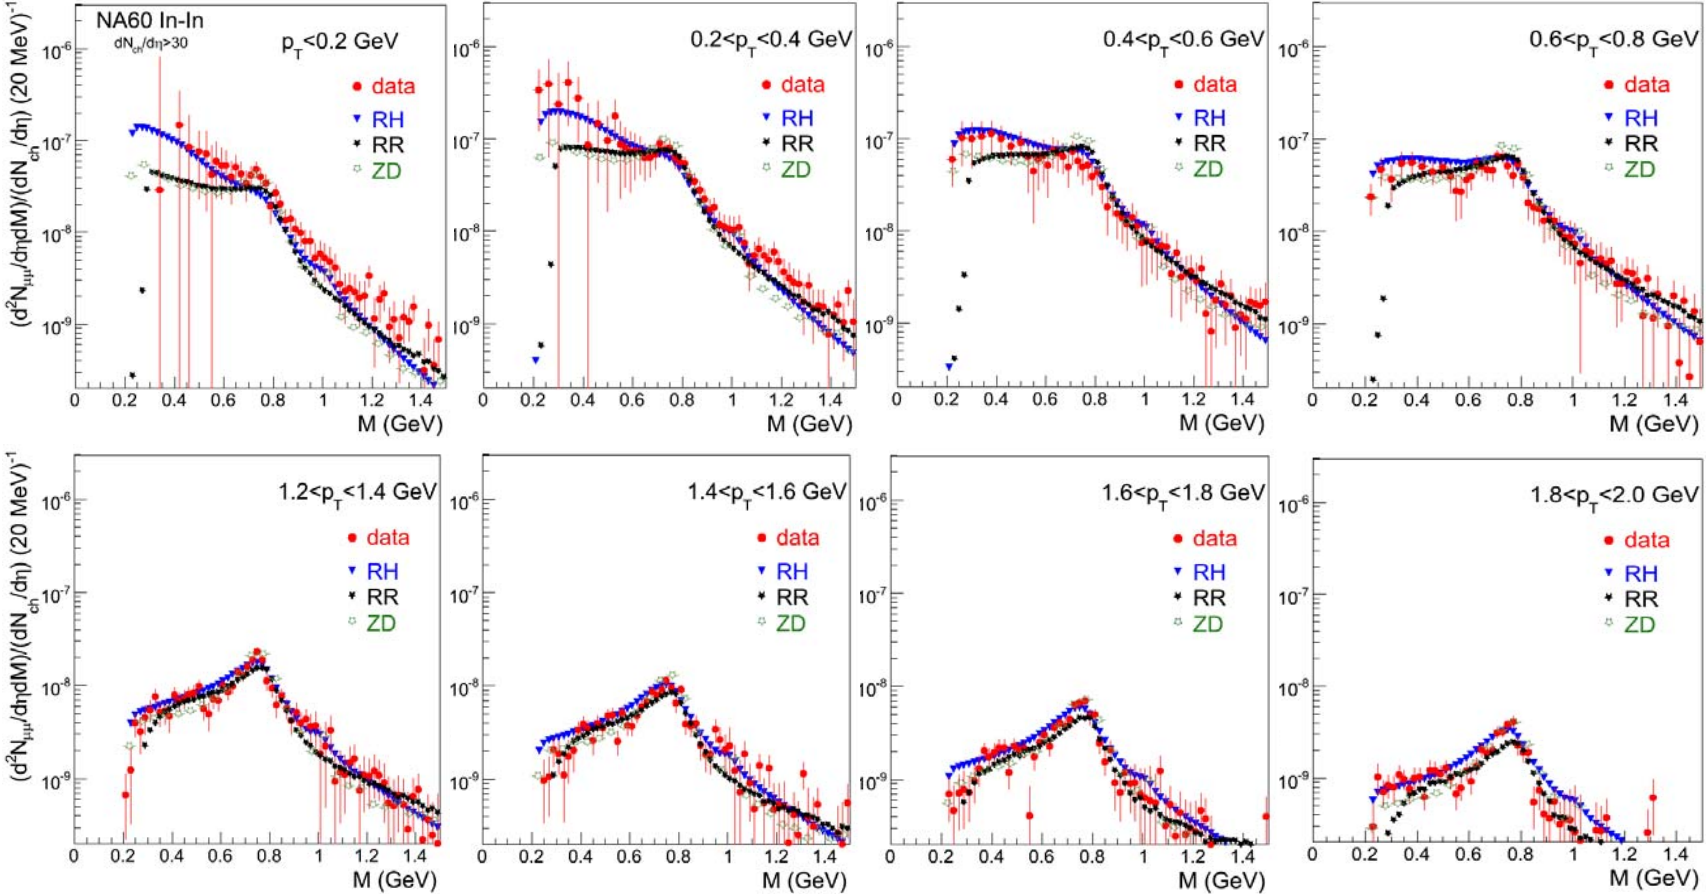 (d²N_μμ/dηdM)/(dN_ch/dη) (20 MeV)⁻¹
NA60 In-In
dN_ch/dη>30
p_T<0.2 GeV
data
RH
RR
ZD
10⁻⁶
10⁻⁷
10⁻⁸
10⁻⁹
0 0.2 0.4 0.6 0.8 1 1.2 1.4
M (GeV)
0.2<p_T<0.4 GeV
data
RH
RR
ZD
10⁻⁶
10⁻⁷
10⁻⁸
10⁻⁹
0 0.2 0.4 0.6 0.8 1 1.2 1.4
M (GeV)
0.4<p_T<0.6 GeV
data
RH
RR
ZD
10⁻⁶
10⁻⁷
10⁻⁸
10⁻⁹
0 0.2 0.4 0.6 0.8 1 1.2 1.4
M (GeV)
0.6<p_T<0.8 GeV
data
RH
RR
ZD
10⁻⁶
10⁻⁷
10⁻⁸
10⁻⁹
0 0.2 0.4 0.6 0.8 1 1.2 1.4
M (GeV)
(d²N_μμ/dηdM)/(dN_ch/dη) (20 MeV)⁻¹
1.2<p_T<1.4 GeV
data
RH
RR
ZD
10⁻⁶
10⁻⁷
10⁻⁸
10⁻⁹
0 0.2 0.4 0.6 0.8 1 1.2 1.4
M (GeV)
1.4<p_T<1.6 GeV
data
RH
RR
ZD
10⁻⁶
10⁻⁷
10⁻⁸
10⁻⁹
0 0.2 0.4 0.6 0.8 1 1.2 1.4
M (GeV)
1.6<p_T<1.8 GeV
data
RH
RR
ZD
10⁻⁶
10⁻⁷
10⁻⁸
10⁻⁹
0 0.2 0.4 0.6 0.8 1 1.2 1.4
M (GeV)
1.8<p_T<2.0 GeV
data
RH
RR
ZD
10⁻⁶
10⁻⁷
10⁻⁸
10⁻⁹
0 0.2 0.4 0.6 0.8 1 1.2 1.4
M (GeV)